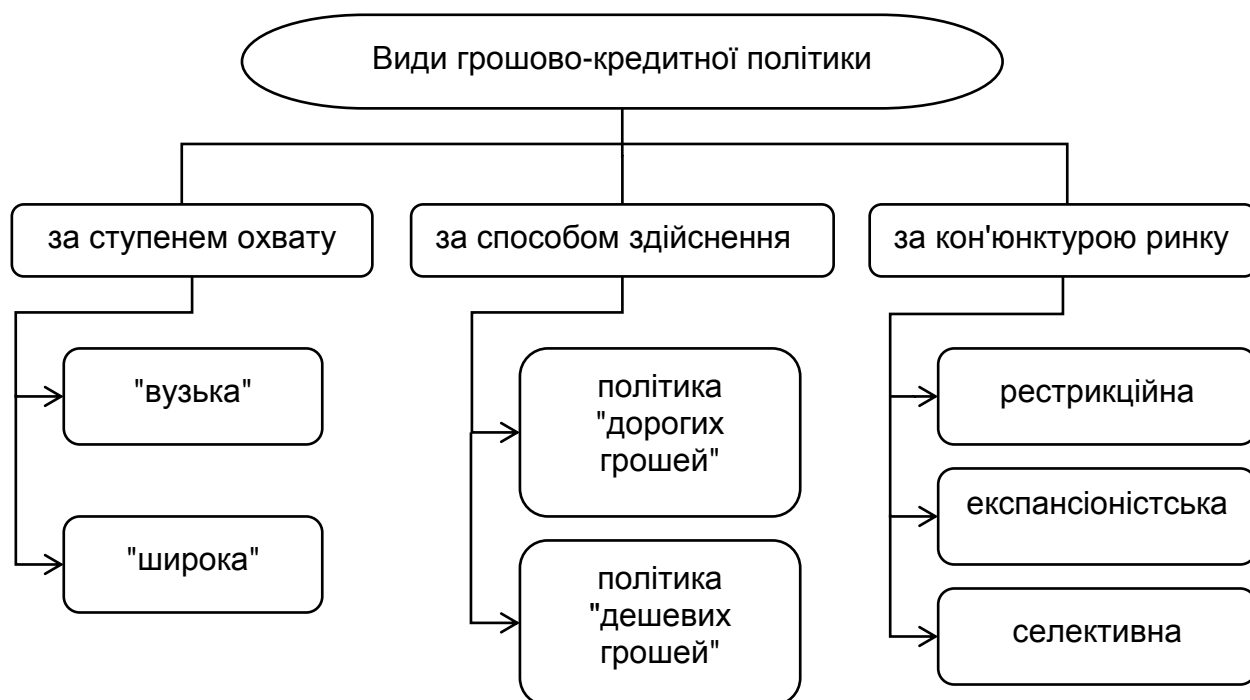 Види грошово-кредитної політики
за ступенем охвату
за способом здійснення
за кон'юнктурою ринку
"вузька"
"широка"
політика
"дорогих
грошей"
політика
"дешевих
грошей"
рестрикційна
експансіоністська
селективна